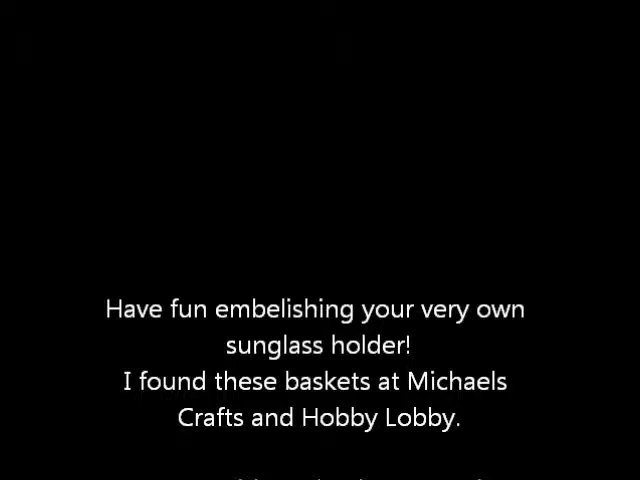 Have fun embelishing your very own
sunglass holder!
I found these baskets at Michaels
Crafts and Hobby Lobby.